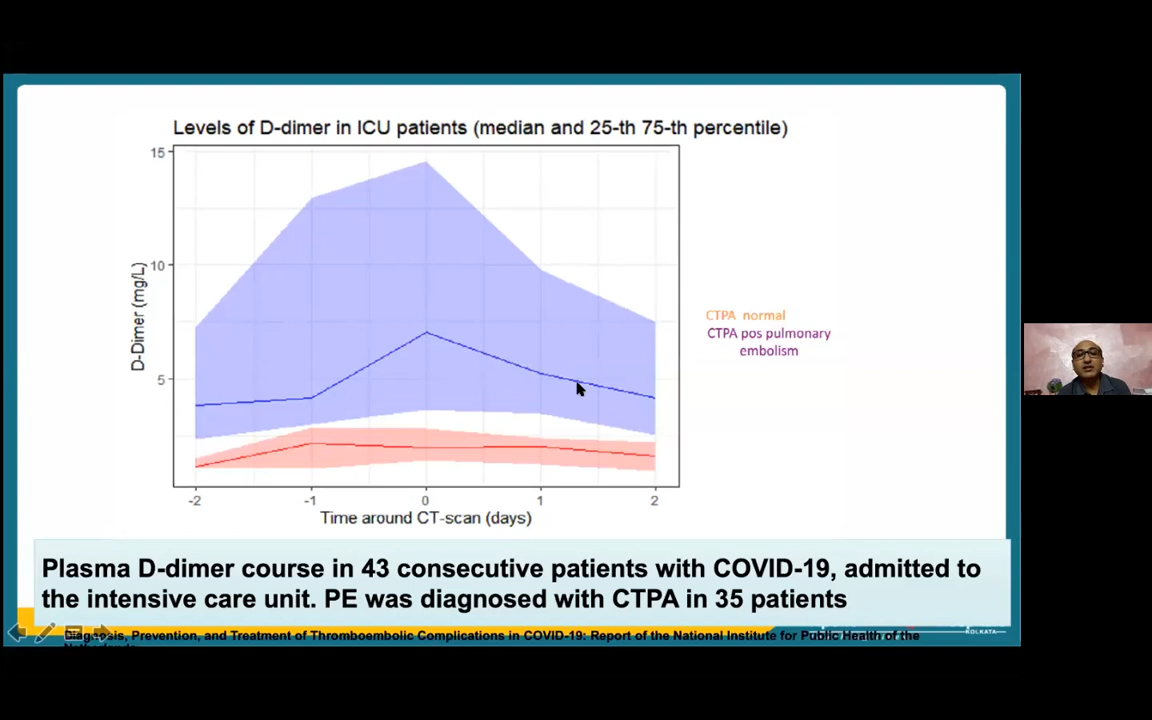 Levels of D-dimer in ICU patients (median and 25-th 75-th percentile)
15
10
5
D-Dimer (mg/L)
-2 -1 0 1 2
Time around CT-scan (days)
CTPA normal
CTPA pos pulmonary
embolism
Plasma D-dimer course in 43 consecutive patients with COVID-19, admitted to
the intensive care unit. PE was diagnosed with CTPA in 35 patients
Diagnosis, Prevention, and Treatment of Thromboembolic Complications in COVID-19: Report of the National Institute for Public Health of the
KOLKATA